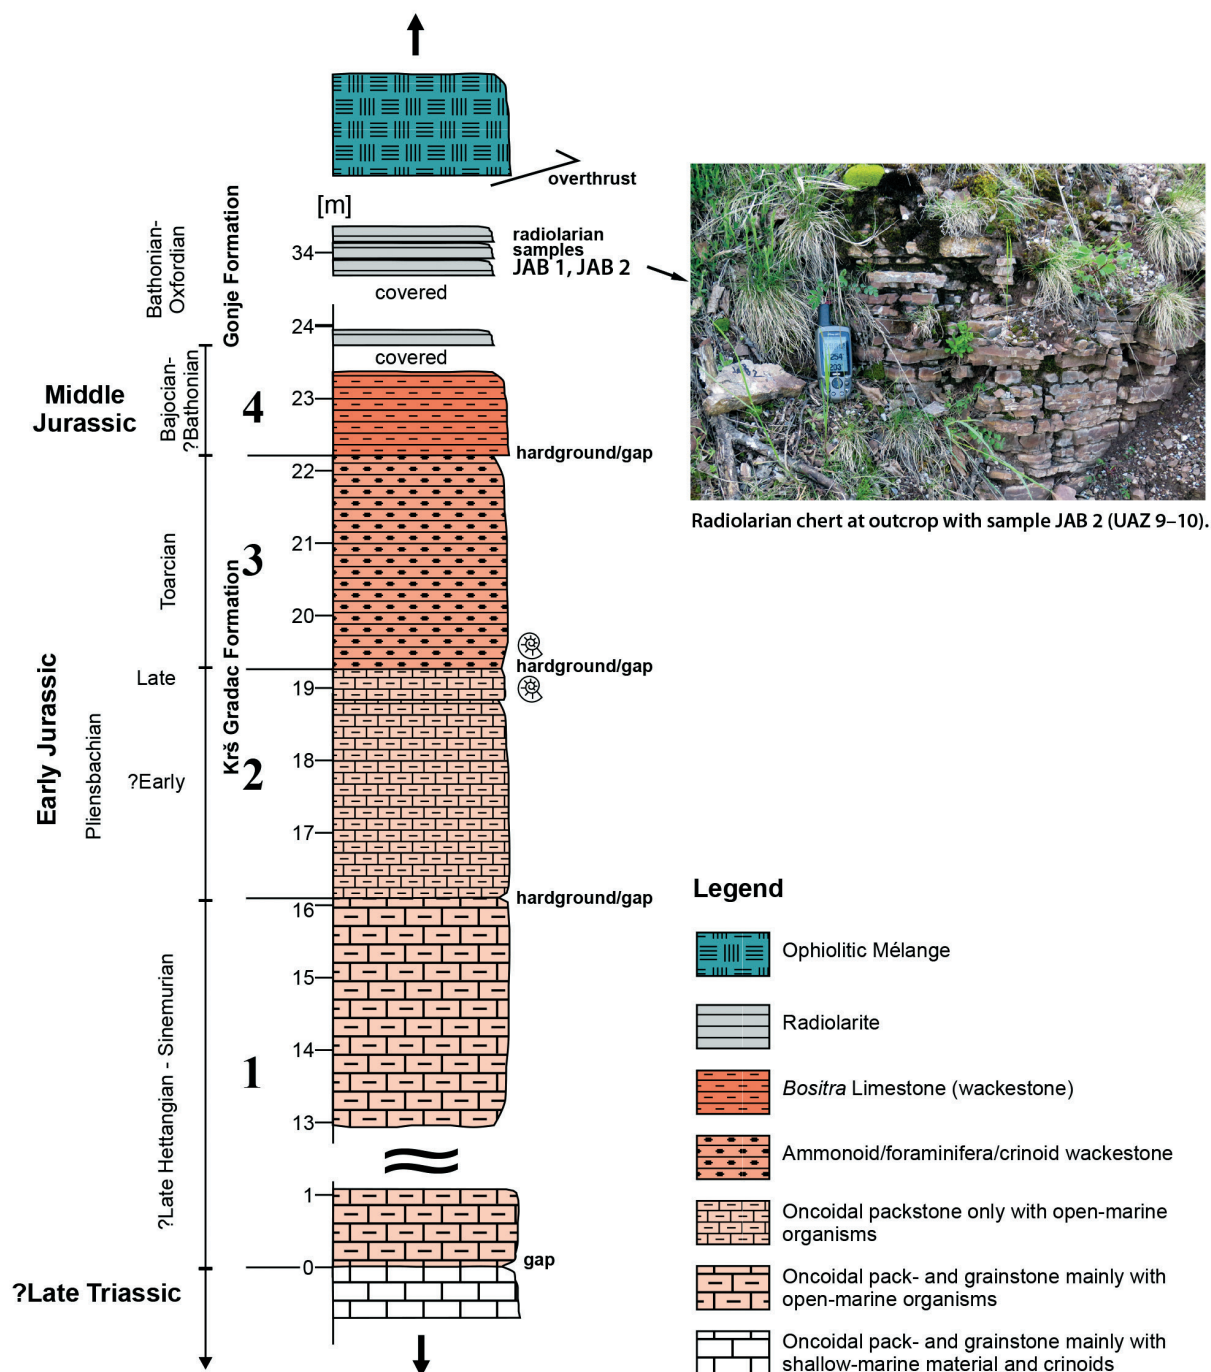 overthrust
[m]
Bathonian-
Oxfordian
Gonje Formation
34
radiolarian
samples
JAB 1, JAB 2
covered
24
covered
Middle
Jurassic
Bajocian-
?Bathonian
4
23
hardground/gap
22
Toarcian
3
21
20
Krš Gradac Formation
hardground/gap
Early Jurassic
Late
19
Pliensbachian
?Early
2
18
17
hardground/gap
16
?Late Hettangian - Sinemurian
1
15
14
13
1
gap
0
?Late Triassic
254
203
Radiolarian chert at outcrop with sample JAB 2 (UAZ 9–10).
Legend
Ophiolitic Mélange
Radiolarite
Bositra Limestone (wackestone)
Ammonoid/foraminifera/crinoid wackestone
Oncoidal packstone only with open-marine
organisms
Oncoidal pack- and grainstone mainly with
open-marine organisms
Oncoidal pack- and grainstone mainly with
shallow-marine material and crinoids